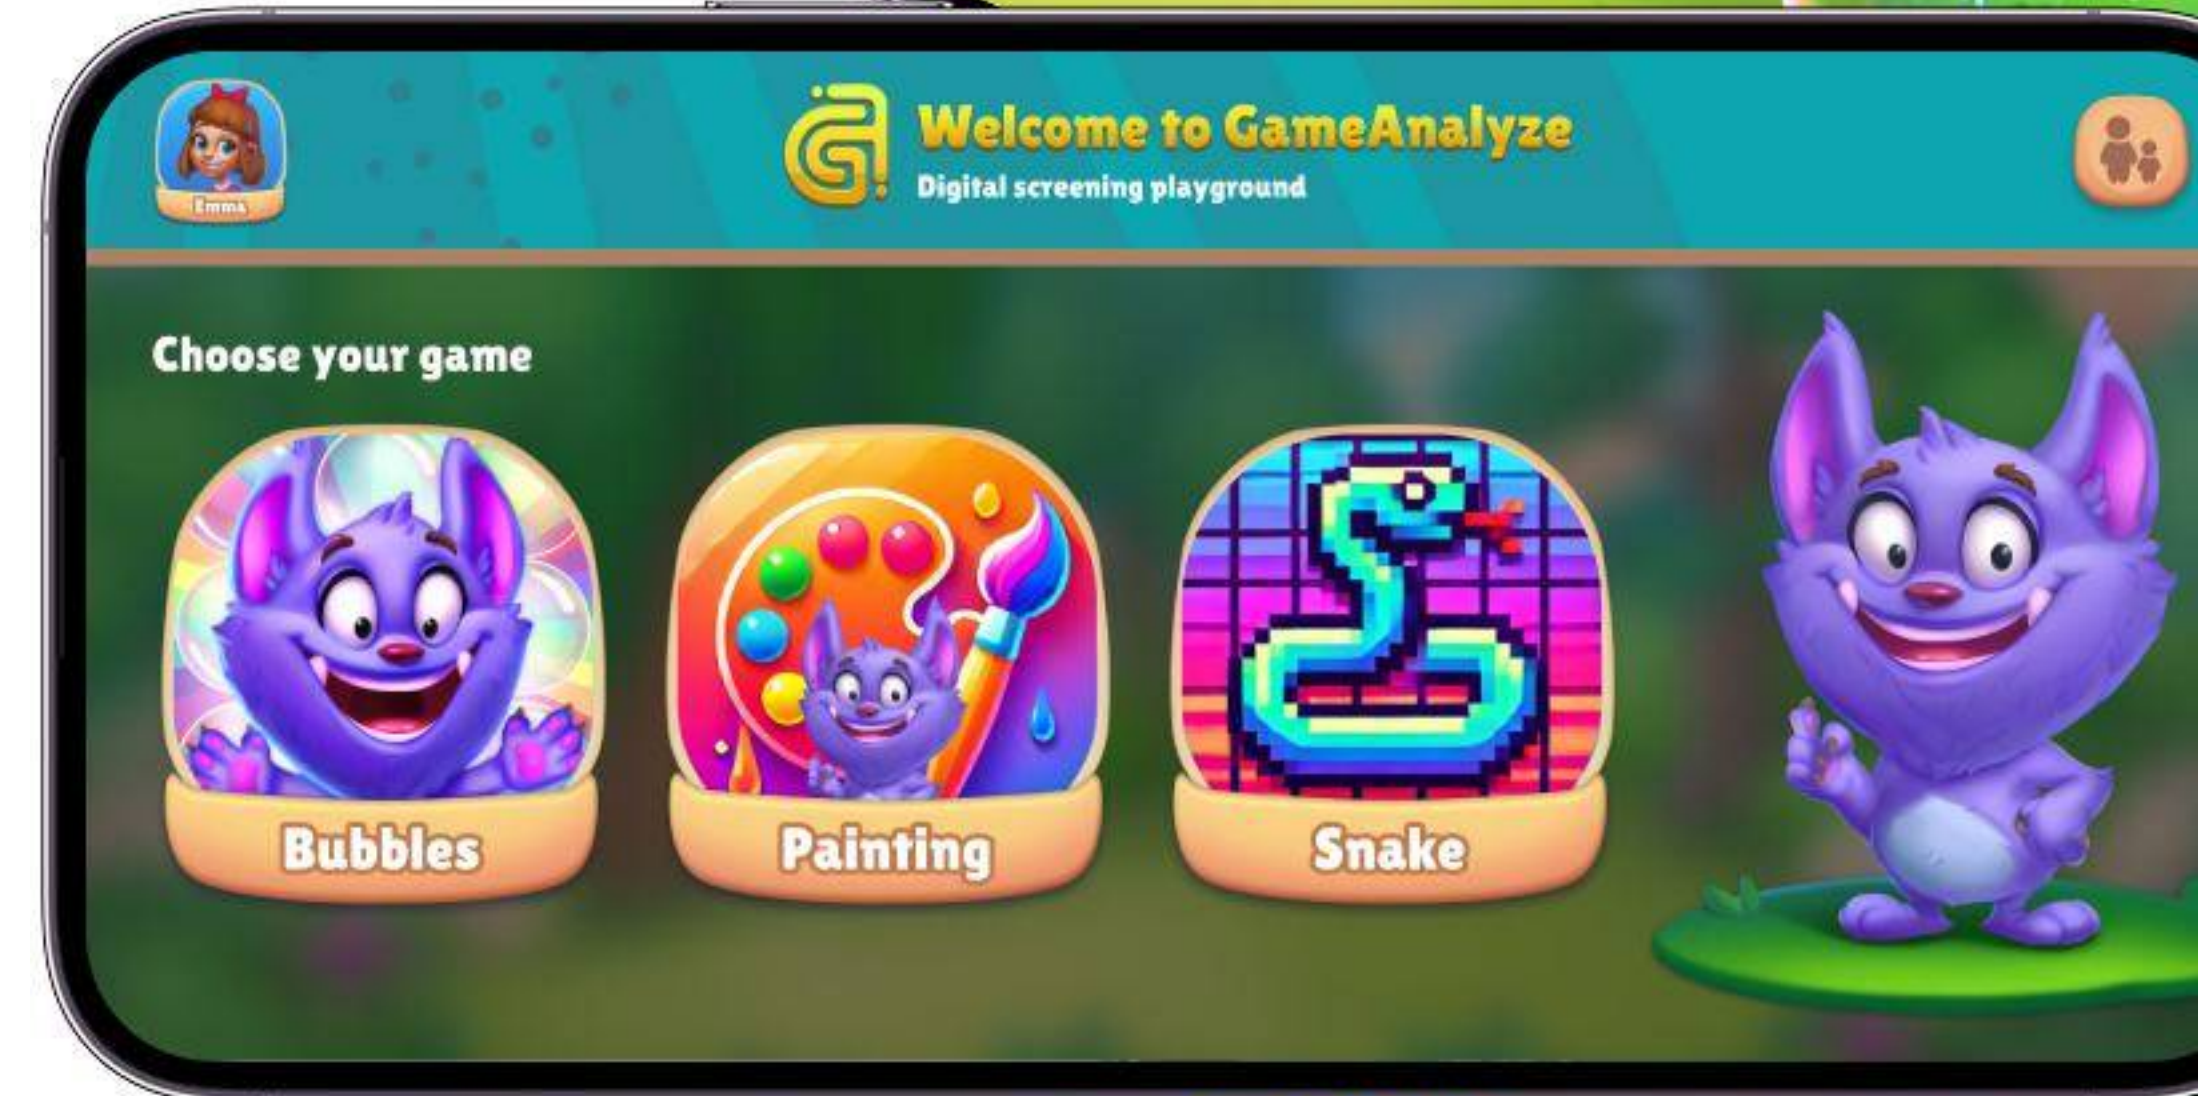 Emma
Welcome to GameAnalyze
Digital screening playground
Choose your game
Bubbles
Painting
Snake